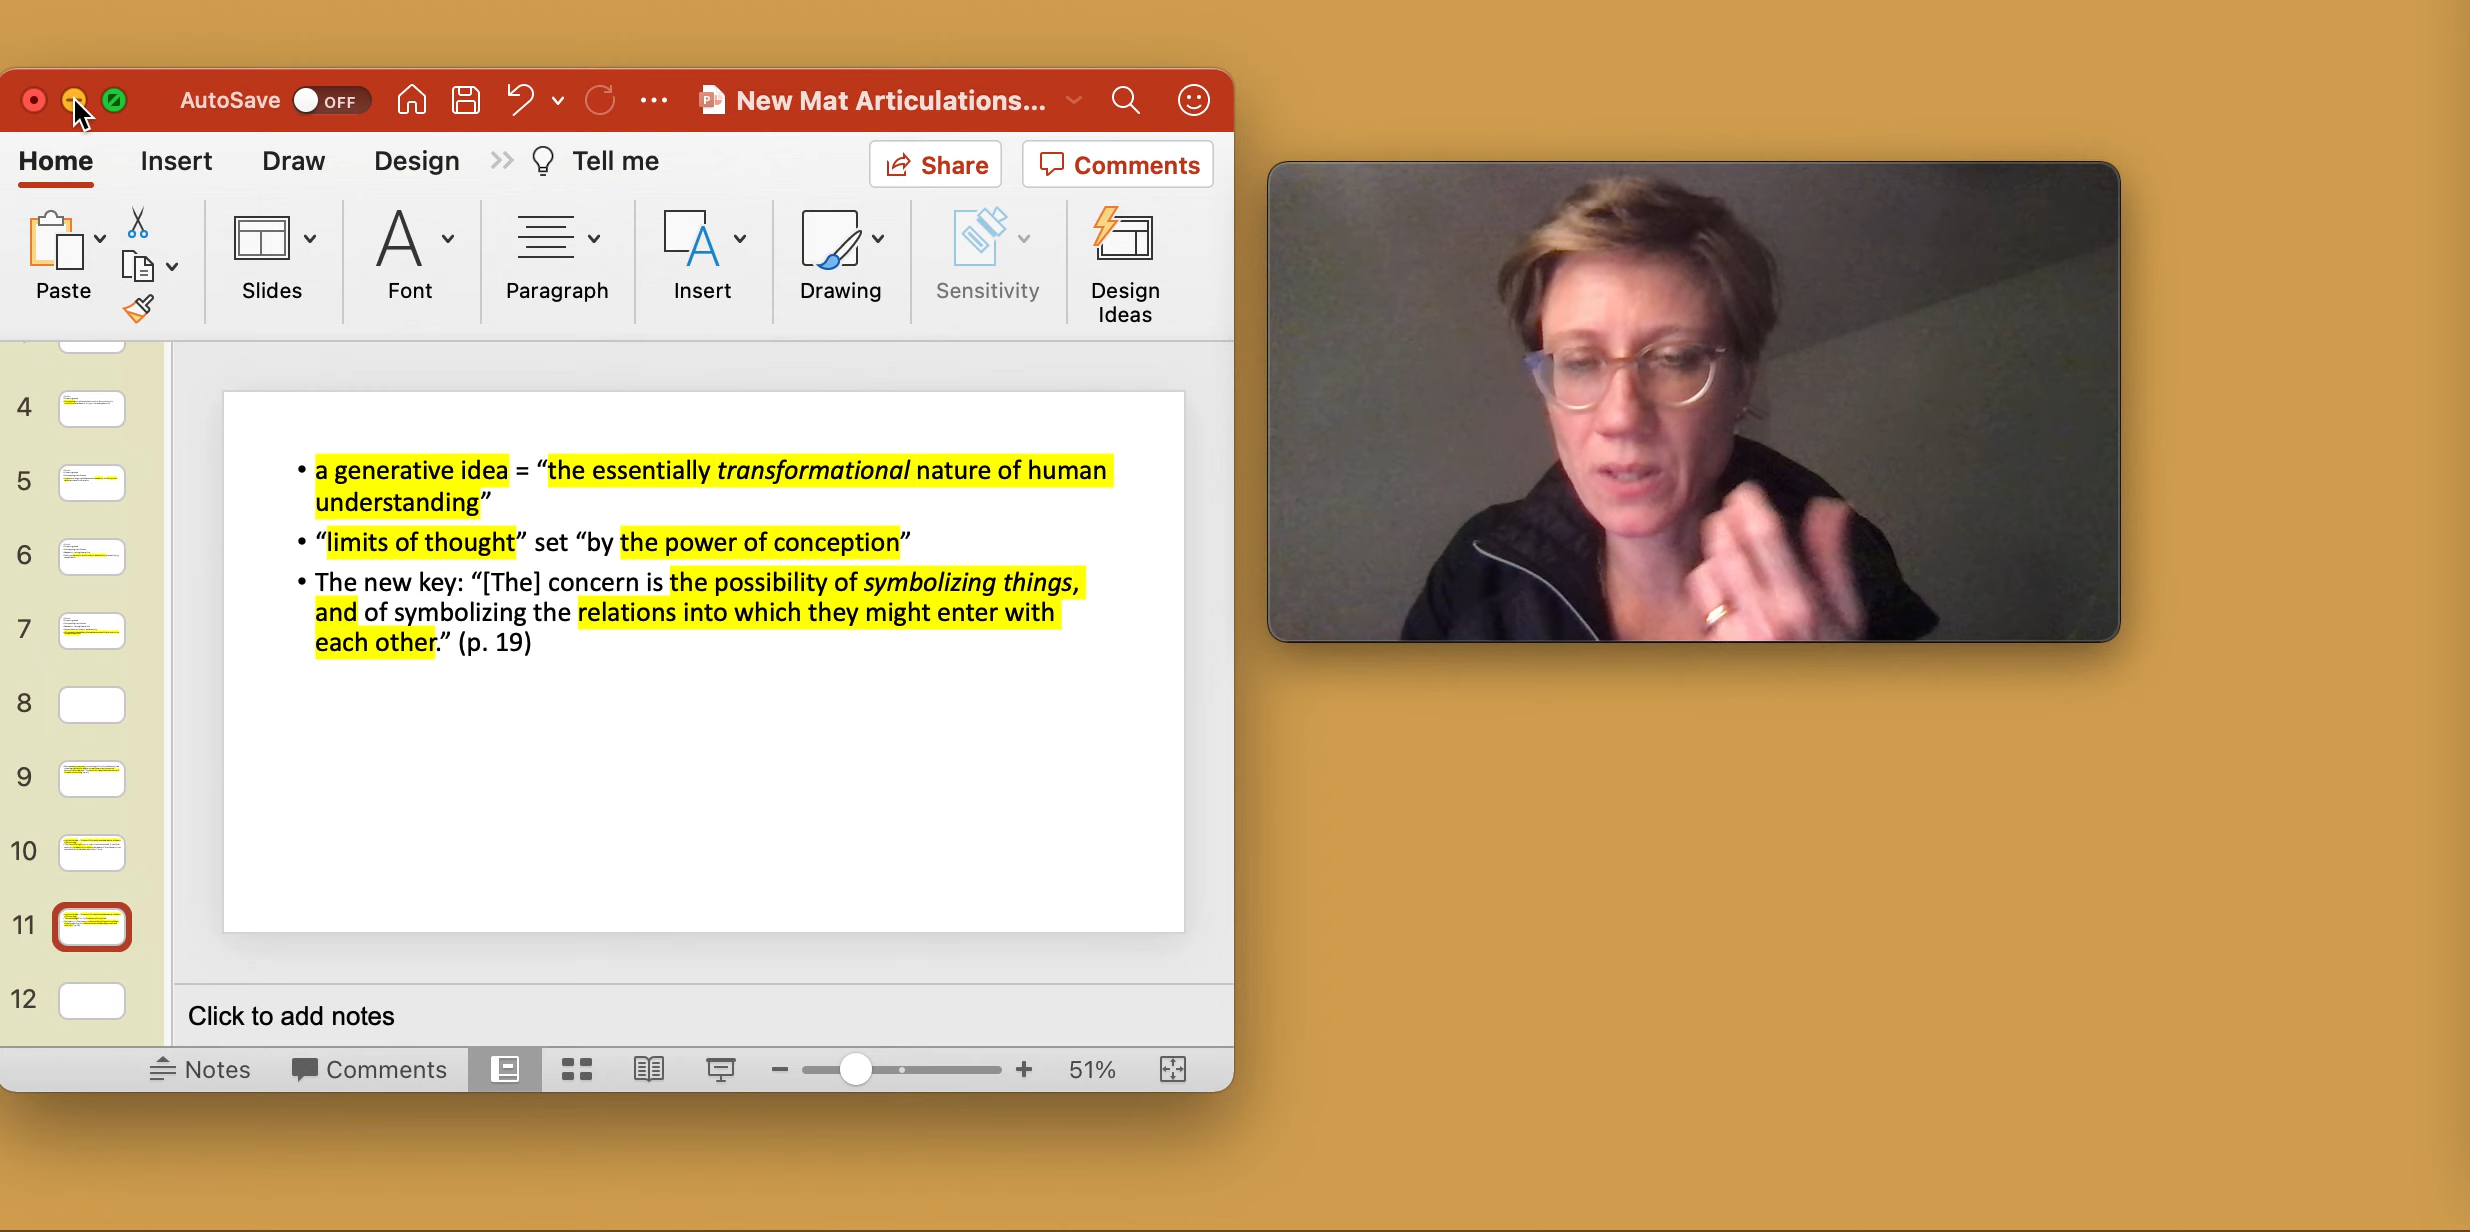 AutoSave OFF New Mat Articulations...
Home Insert Draw Design Tell me Share Comments
Paste Slides Font Paragraph Insert Drawing Sensitivity Design
Ideas
4
5
6
7
8
9
10
11
12
• a generative idea = “the essentially transformational nature of human
understanding”
• “limits of thought” set “by the power of conception”
• The new key: “[The] concern is the possibility of symbolizing things,
and of symbolizing the relations into which they might enter with
each other.” (p. 19)
Click to add notes
Notes Comments 51%